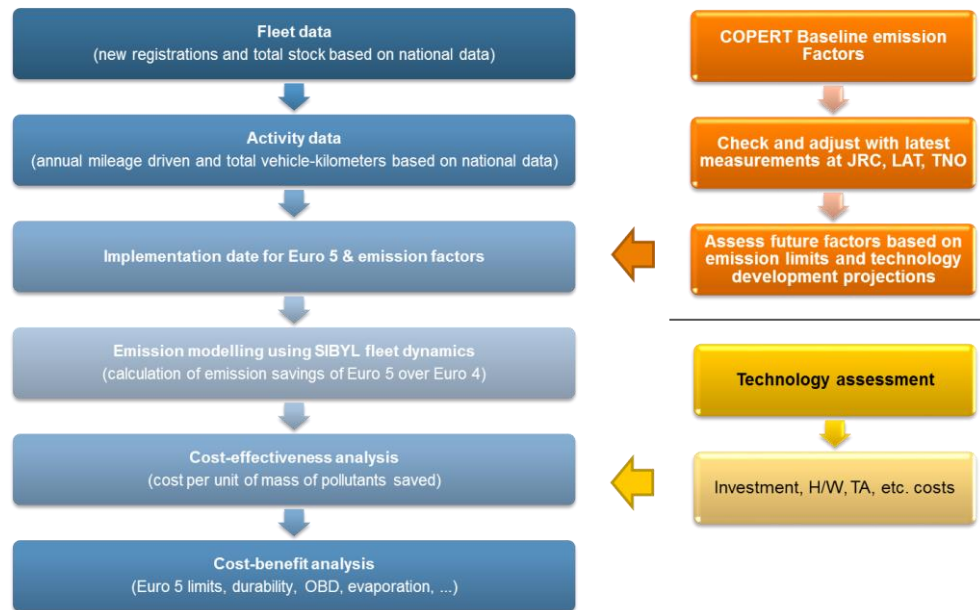 Fleet data
(new registrations and total stock based on national data)
Activity data
(annual mileage driven and total vehicle-kilometers based on national data)
Implementation date for Euro 5 & emission factors
Emission modelling using SIBYL fleet dynamics
(calculation of emission savings of Euro 5 over Euro 4)
Cost-effectiveness analysis
(cost per unit of mass of pollutants saved)
Cost-benefit analysis
(Euro 5 limits, durability, OBD, evaporation, ...)
COPERT Baseline emission
Factors
Check and adjust with latest
measurements at JRC, LAT, TNO
Assess future factors based on
emission limits and technology
development projections
Technology assessment
Investment, H/W, TA, etc. costs